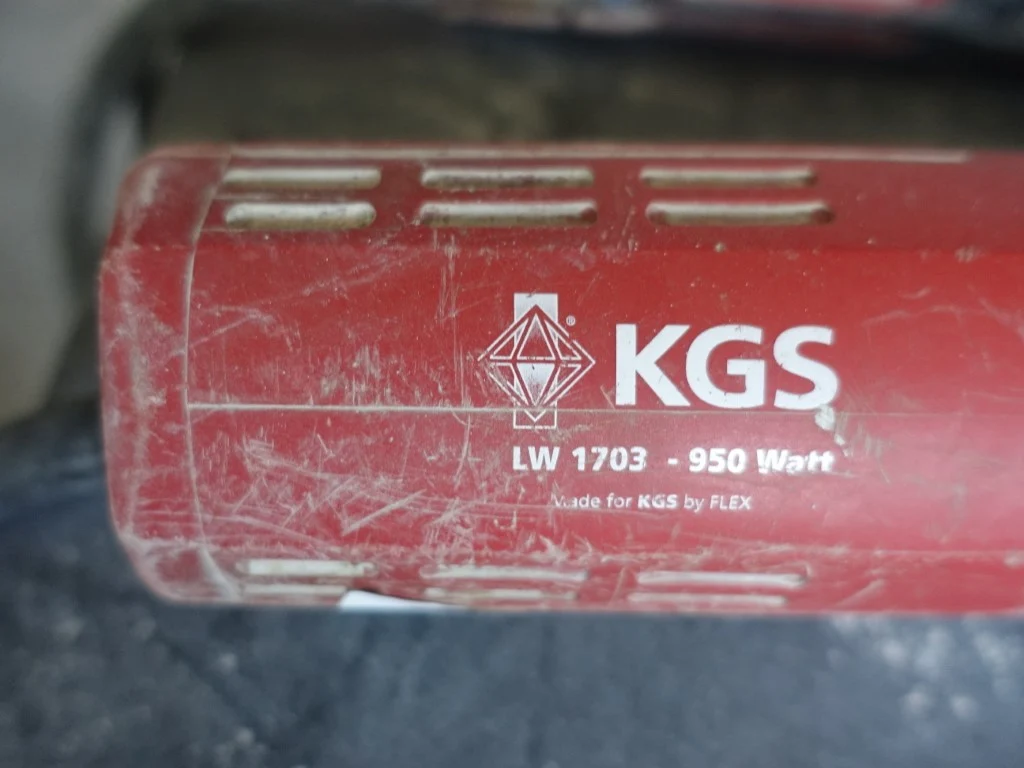 ®
KGS
LW 1703 - 950 Watt
Made for KGS by FLEX